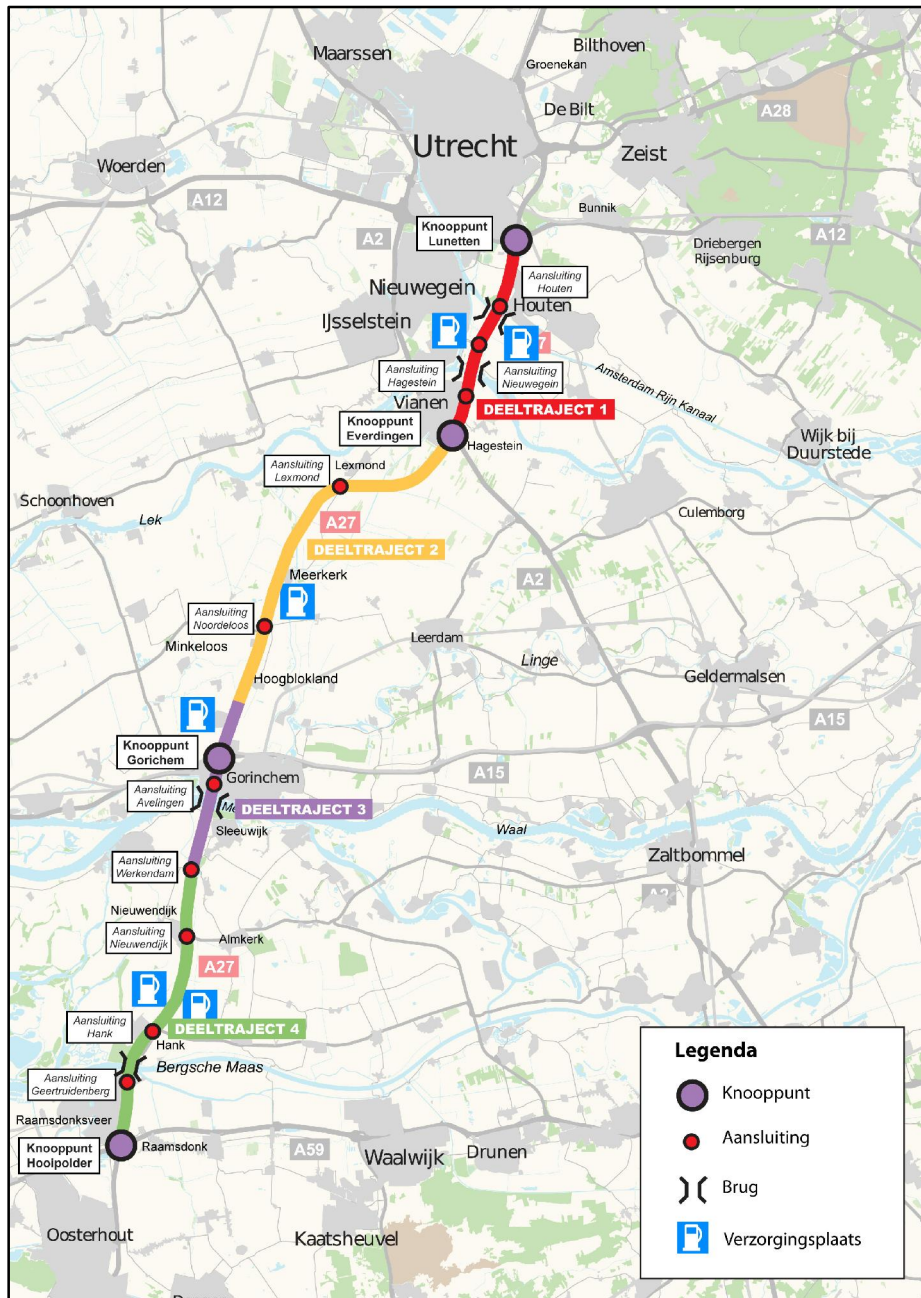 Maarssen
Bilthoven
Groenekan
De Bilt
A28
Utrecht
Zeist
Woerden
A12
Bunnik
Knooppunt
Lunetten
A2
A12
Driebergen
Rijsenburg
Aansluiting
Houten
Nieuwegein
Houten
IJsselstein
7
Aansluiting
Hagestein
Aansluiting
Nieuwegein
Amsterdam Rijn Kanaal
Vianen
DEELTRAJECT 1
Knooppunt
Everdingen
Hagestein
Wijk bij
Duurstede
Aansluiting
Lexmond
Lexmond
Schoonhoven
Lek
A27
Culemborg
DEELTRAJECT 2
Meerkerk
A2
Aansluiting
Noordeloos
Minkeloos
Leerdam
Linge
Hoogblokland
Geldermalsen
A15
Knooppunt
Gorichem
Gorinchem
A15
Aansluiting
Avelingen
Me
DEELTRAJECT 3
Sleeuwijk
Waal
Aansluiting
Werkendam
Zaltbommel
A2
Nieuwendijk
Aansluiting
Nieuwendijk
Almkerk
A27
Aansluiting
Hank
DEELTRAJECT 4
Hank
Bergsche Maas
Aansluiting
Geertruidenberg
Raamsdonksveer
Knooppunt
Hooipolder
Raamsdonk
A59
Waalwijk
Drunen
Oosterhout
Kaatsheuvel
Legenda
Knooppunt
Aansluiting
Brug
Verzorgingsplaats